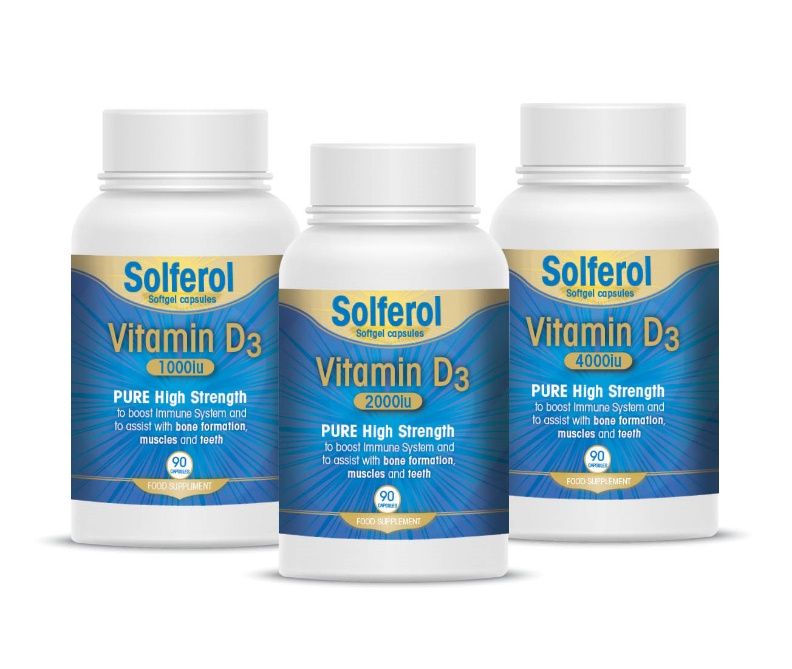 Solferol
Softgel capsules
Vitamin D3
1000iu
PURE High Strength
to boost Immune System and
to assist with bone formation,
muscles and teeth
90
CAPSULES
FOOD SUPPLIMENT
Solferol
Softgel capsules
Vitamin D3
2000iu
PURE High Strength
to boost Immune System and
to assist with bone formation,
muscles and teeth
90
CAPSULES
FOOD SUPPLEMENT
Solferol
Softgel capsules
Vitamin D3
4000iu
PURE High Strength
to boost Immune System and
to assist with bone formation,
muscles and teeth
90
CAPSULES
FOOD SUPPLIMENT